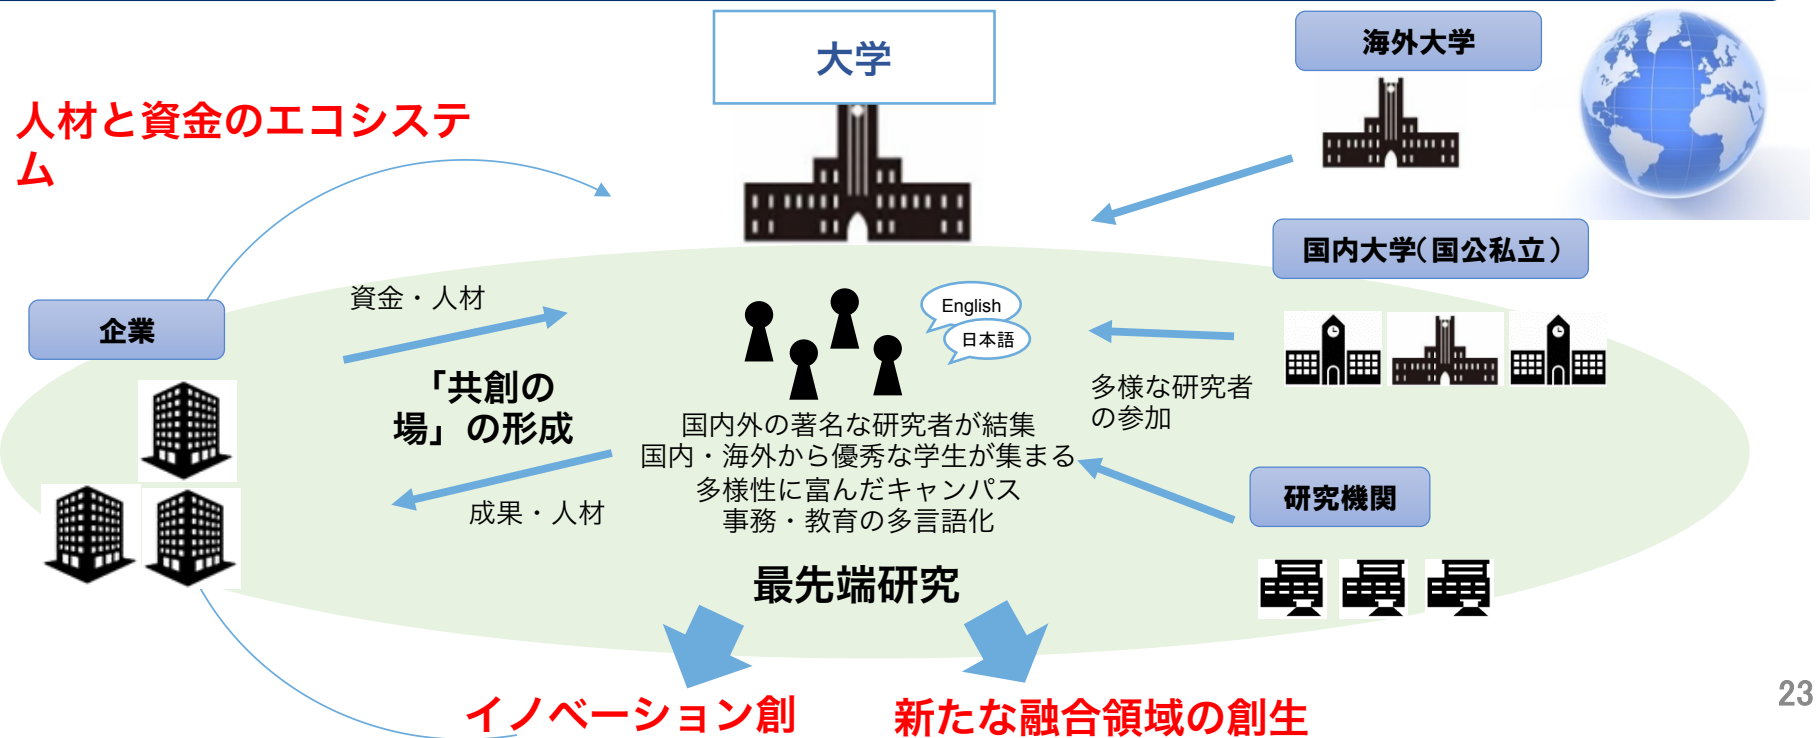 大学
海外大学
人材と資金のエコシステ
ム
国内大学(国公私立)
企業
資金・人材
English
日本語
「共創の
場」の形成
多様な研究者
の参加
国内外の著名な研究者が結集
国内・海外から優秀な学生が集まる
多様性に富んだキャンパス
事務・教育の多言語化
成果・人材
研究機関
最先端研究
イノベーション創
新たな融合領域の創生
23